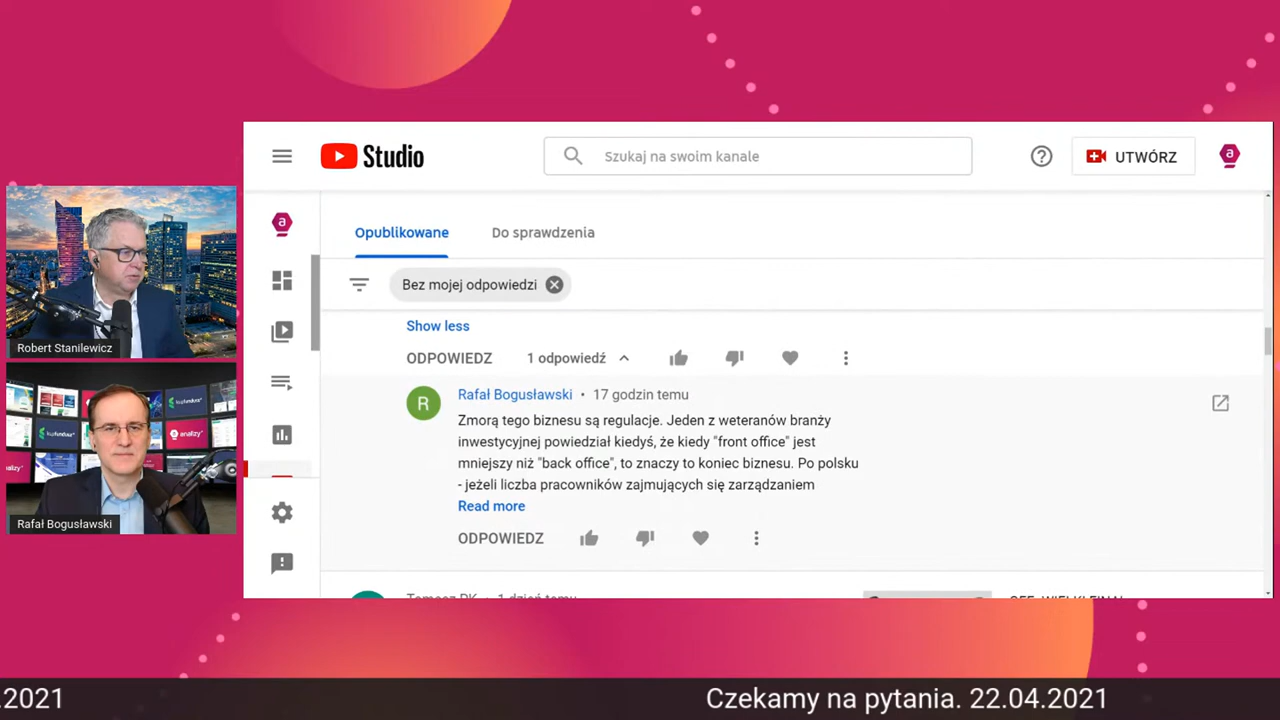 Studio
Szukaj na swoim kanale
UTWÓRZ
Opublikowane
Do sprawdzenia
Bez mojej odpowiedzi
Show less
ODPOWIEDZ
1 odpowiedź
Rafał Bogusławski • 17 godzin temu
Zmorą tego biznesu są regulacje. Jeden z weteranów branży
inwestycyjnej powiedział kiedyś, że kiedy "front office" jest
mniejszy niż "back office", to znaczy to koniec biznesu. Po polsku
- jeżeli liczba pracowników zajmujących się zarządzaniem
Read more
ODPOWIEDZ
Robert Stanilewicz
analizy
Rafał Bogusławski
.2021
Czekamy na pytania. 22.04.2021